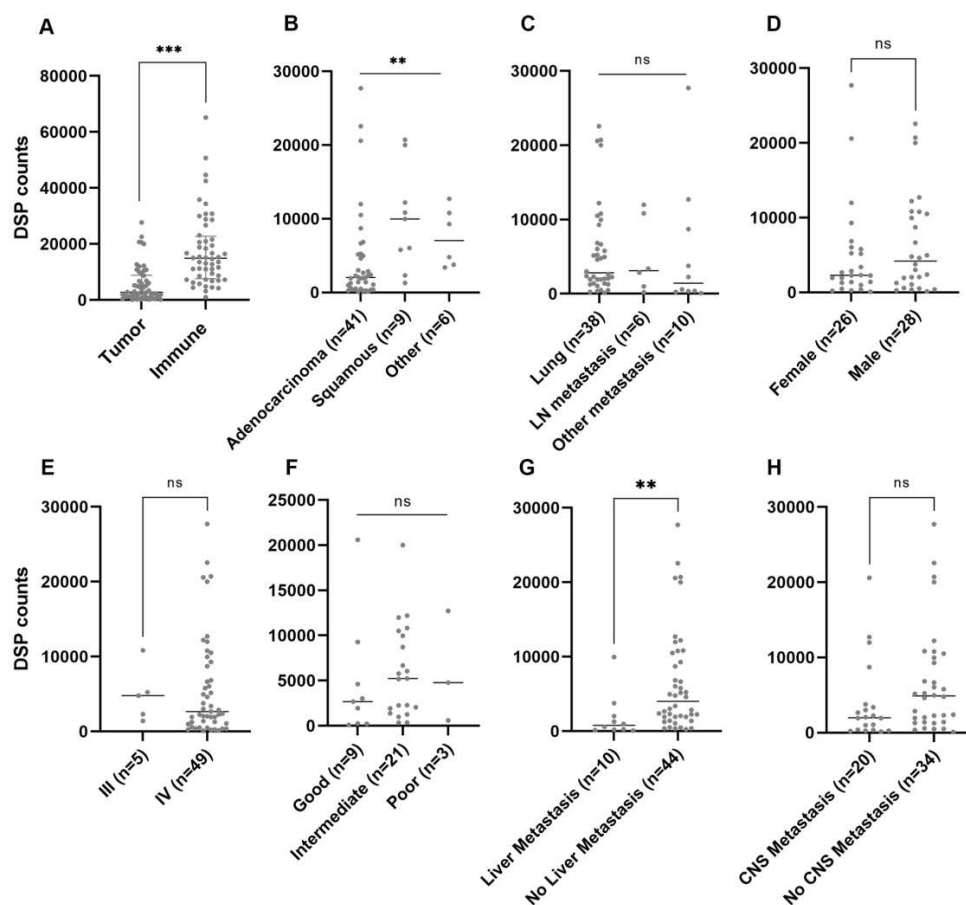 A
***
DSP counts
100000
80000
60000
40000
20000
0
Tumor
Immune
B
**
30000
20000
10000
0
Adenocarcinoma (n=41)
Squamous (n=9)
Other (n=6)
C
ns
30000
20000
10000
0
Lung (n=38)
LN metastasis (n=6)
Other metastasis (n=10)
D
ns
30000
20000
10000
0
Female (n=26)
Male (n=28)
E
ns
DSP counts
30000
20000
10000
0
III (n=5)
IV (n=49)
F
ns
25000
20000
15000
10000
5000
0
Good (n=9)
Intermediate (n=21)
Poor (n=3)
G
**
30000
20000
10000
0
Liver Metastasis (n=10)
No Liver Metastasis (n=44)
H
ns
30000
20000
10000
0
CNS Metastasis (n=20)
No CNS Metastasis (n=34)